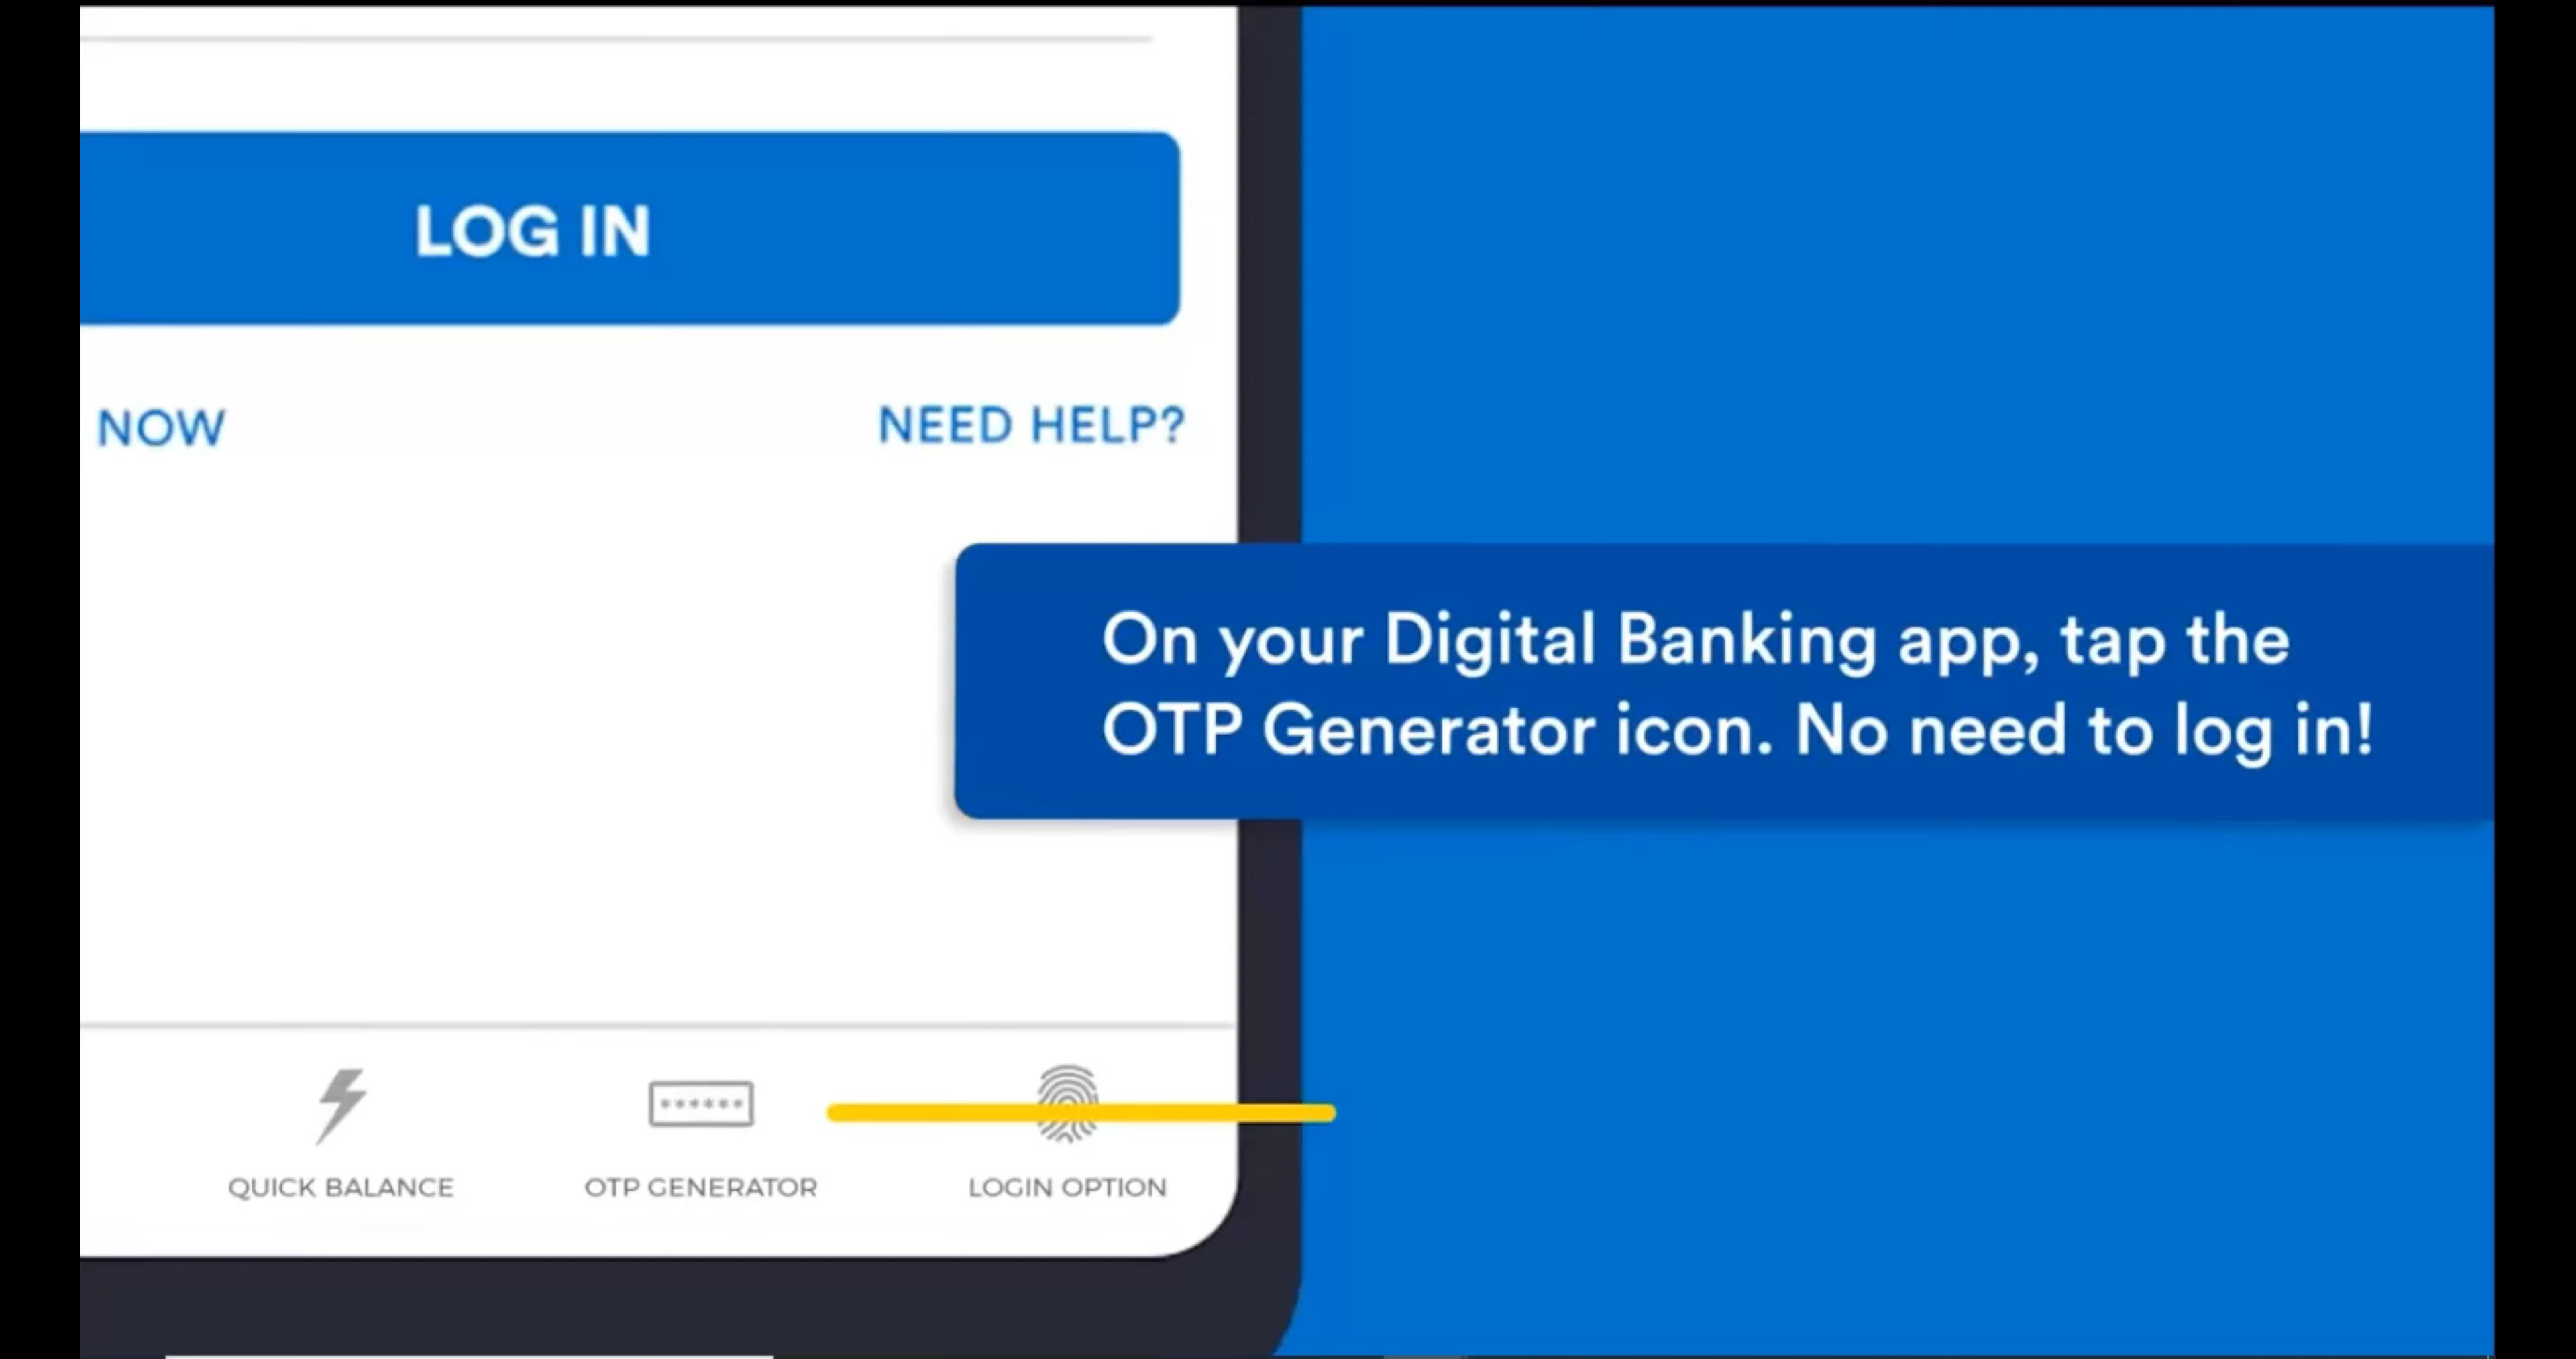 LOG IN
NOW
NEED HELP?
On your Digital Banking app, tap the
OTP Generator icon. No need to log in!
******
QUICK BALANCE
OTP GENERATOR
LOGIN OPTION